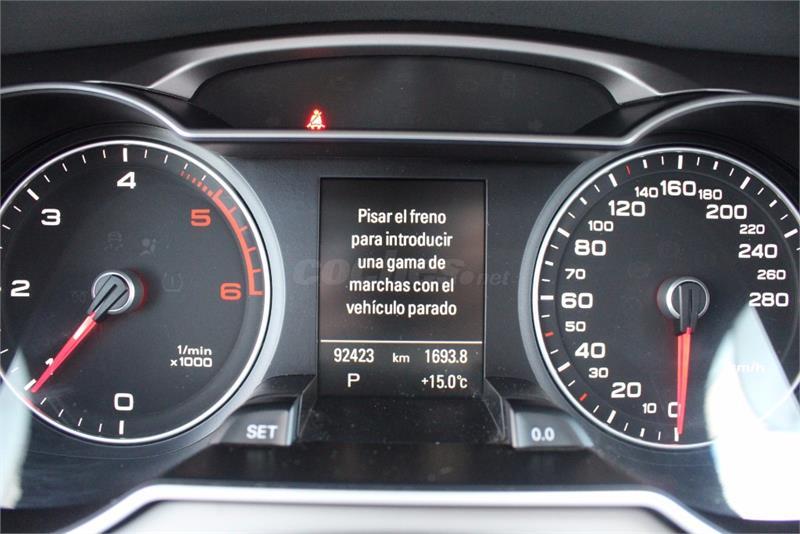 Pisar el freno
para introducir
una gama de
marchas con el
vehículo parado
92423 km 1693.8
P +15.0°c
0
1
2
3
4
5
6
1/min
x1000
SET
0.0
0
10
20
30
40
50
60
80
100
120
140
160
180
200
220
240
260
280
km/h